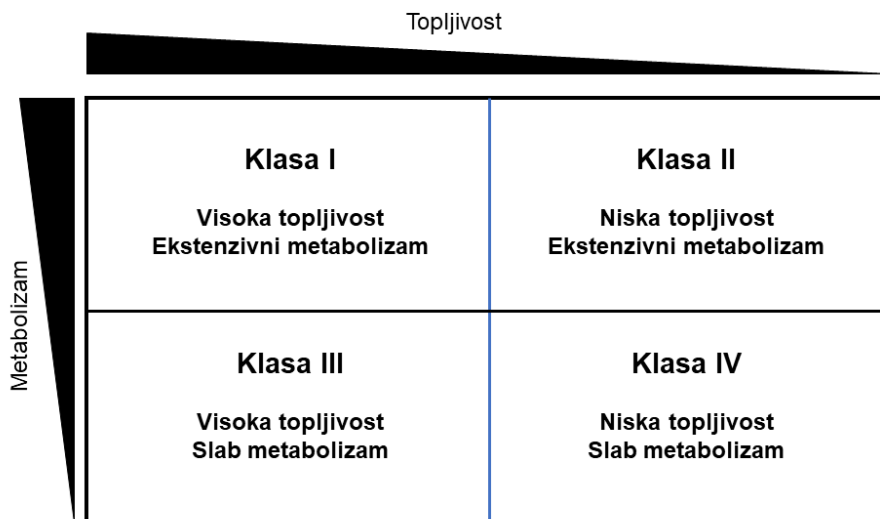 Topljivost
Metabolizam
Klasa I
Visoka topljivost
Ekstenzivni metabolizam
Klasa II
Niska topljivost
Ekstenzivni metabolizam
Klasa III
Visoka topljivost
Slab metabolizam
Klasa IV
Niska topljivost
Slab metabolizam